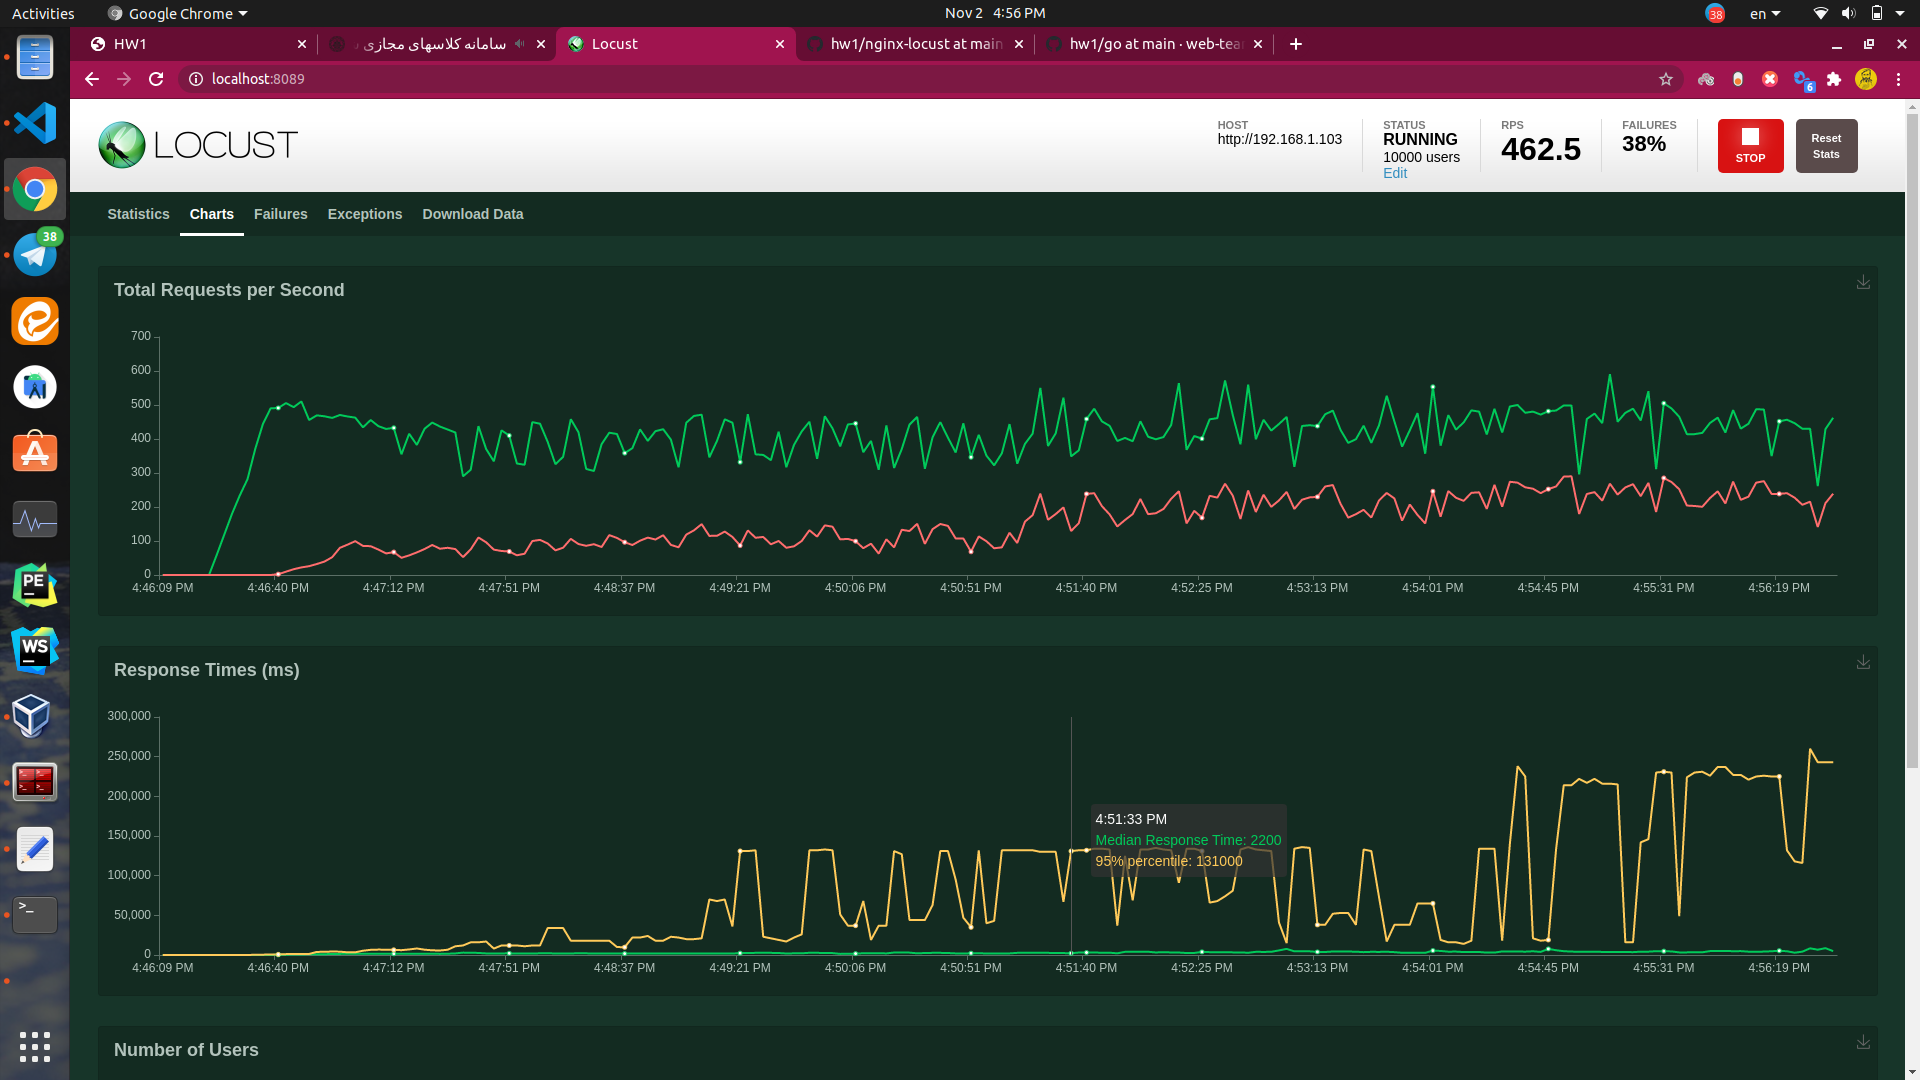 Activities
Google Chrome
Nov 2 4:56 PM
38
en
HW1
سامانه کلاسهای مجازی
Locust
hw1/nginx-locust at main
hw1/go at main · web-tea
localhost:8089
6
LOCUST
HOST
http://192.168.1.103
STATUS
RUNNING
10000 users
Edit
RPS
462.5
FAILURES
38%
STOP
Reset
Stats
Statistics
Charts
Failures
Exceptions
Download Data
38
PE
WS
Total Requests per Second
700
600
500
400
300
200
100
0
4:46:09 PM
4:46:40 PM
4:47:12 PM
4:47:51 PM
4:48:37 PM
4:49:21 PM
4:50:06 PM
4:50:51 PM
4:51:40 PM
4:52:25 PM
4:53:13 PM
4:54:01 PM
4:54:45 PM
4:55:31 PM
4:56:19 PM
Response Times (ms)
300,000
250,000
200,000
150,000
100,000
50,000
0
4:51:33 PM
Median Response Time: 2200
95% percentile: 131000
4:46:09 PM
4:46:40 PM
4:47:12 PM
4:47:51 PM
4:48:37 PM
4:49:21 PM
4:50:06 PM
4:50:51 PM
4:51:40 PM
4:52:25 PM
4:53:13 PM
4:54:01 PM
4:54:45 PM
4:55:31 PM
4:56:19 PM
Number of Users